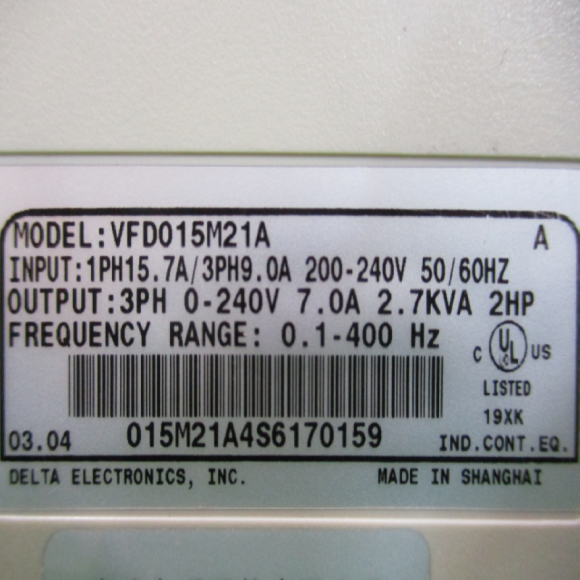 MODEL:VFD015M21A A
INPUT:1PH15.7A/3PH9.0A 200-240V 50/60HZ
OUTPUT:3PH 0-240V 7.0A 2.7KVA 2HP
FREQUENCY RANGE: 0.1-400 Hz
C UL US
LISTED
19XK
03.04 015M21A4S6170159 IND.CONT.EQ.
DELTA ELECTRONICS, INC. MADE IN SHANGHAI